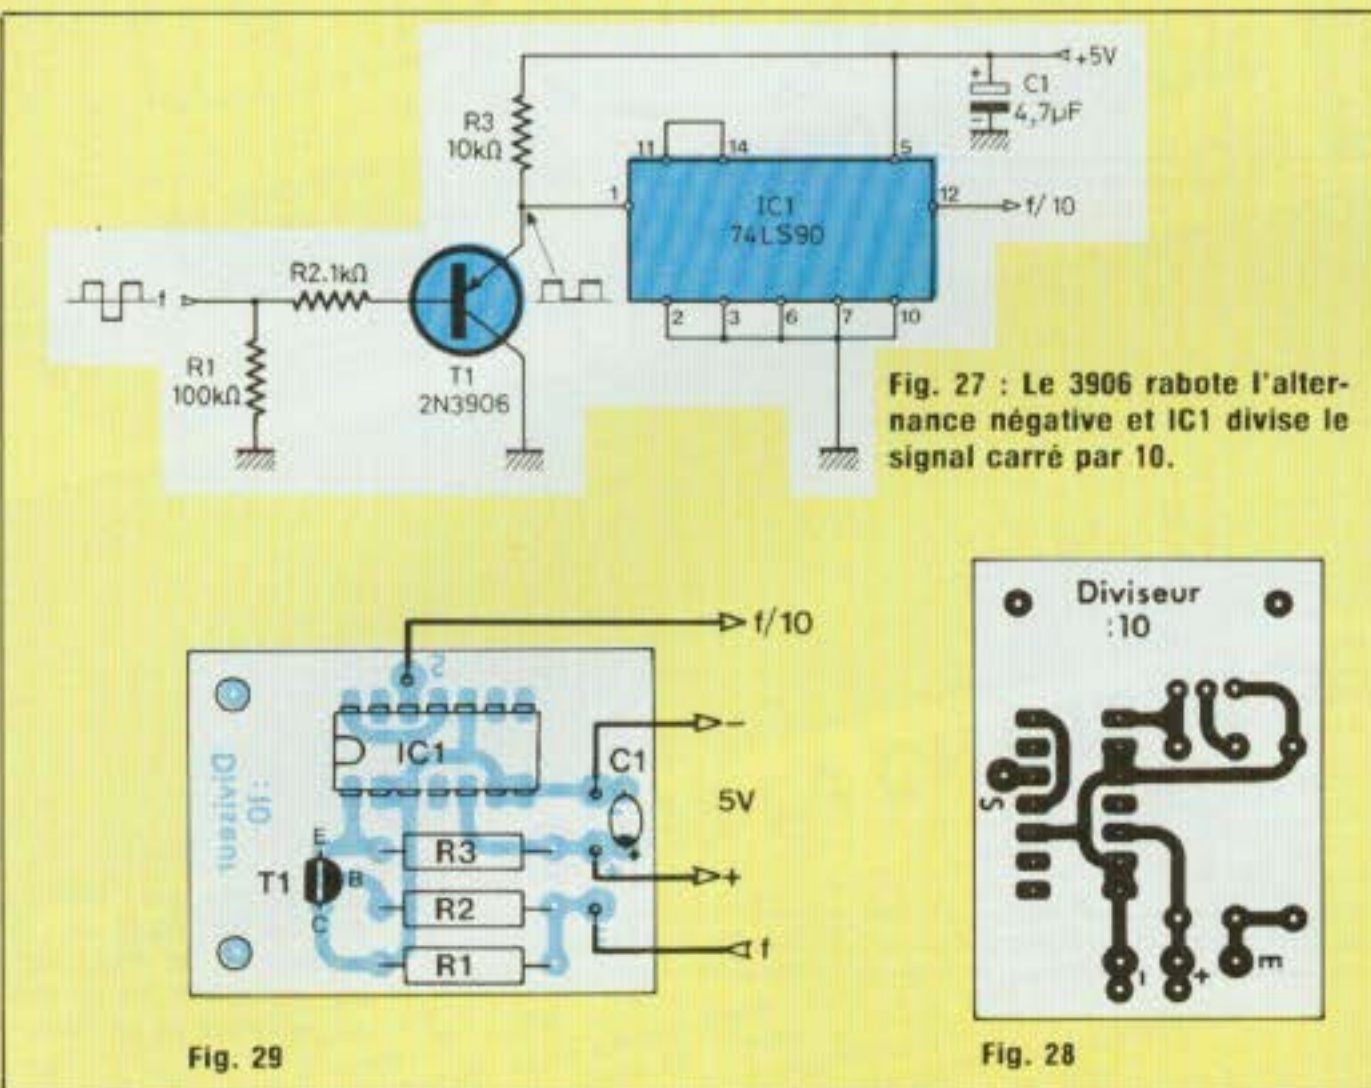 +5V
C1
4,7µF
+
-
R3
10kΩ
11
14
5
1
IC1
74LS90
12
f/10
2
3
6
7
10
f
R2.1kΩ
R1
100kΩ
T1
2N3906
Fig. 27 : Le 3906 rabote l'alter-
nance négative et IC1 divise le
signal carré par 10.
f/10
S
IC1
-
C1
5V
+
+
E
R3
T1
B
R2
C
R1
f
Diviseur
:10
Fig. 29
Diviseur
:10
S
-
+
E
Fig. 28